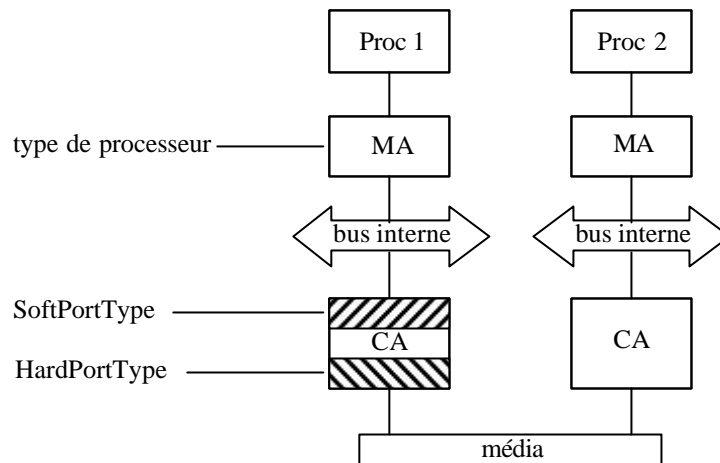 Proc 1 Proc 2
type de processeur MA MA
bus interne bus interne
SoftPortType
CA CA
HardPortType
média